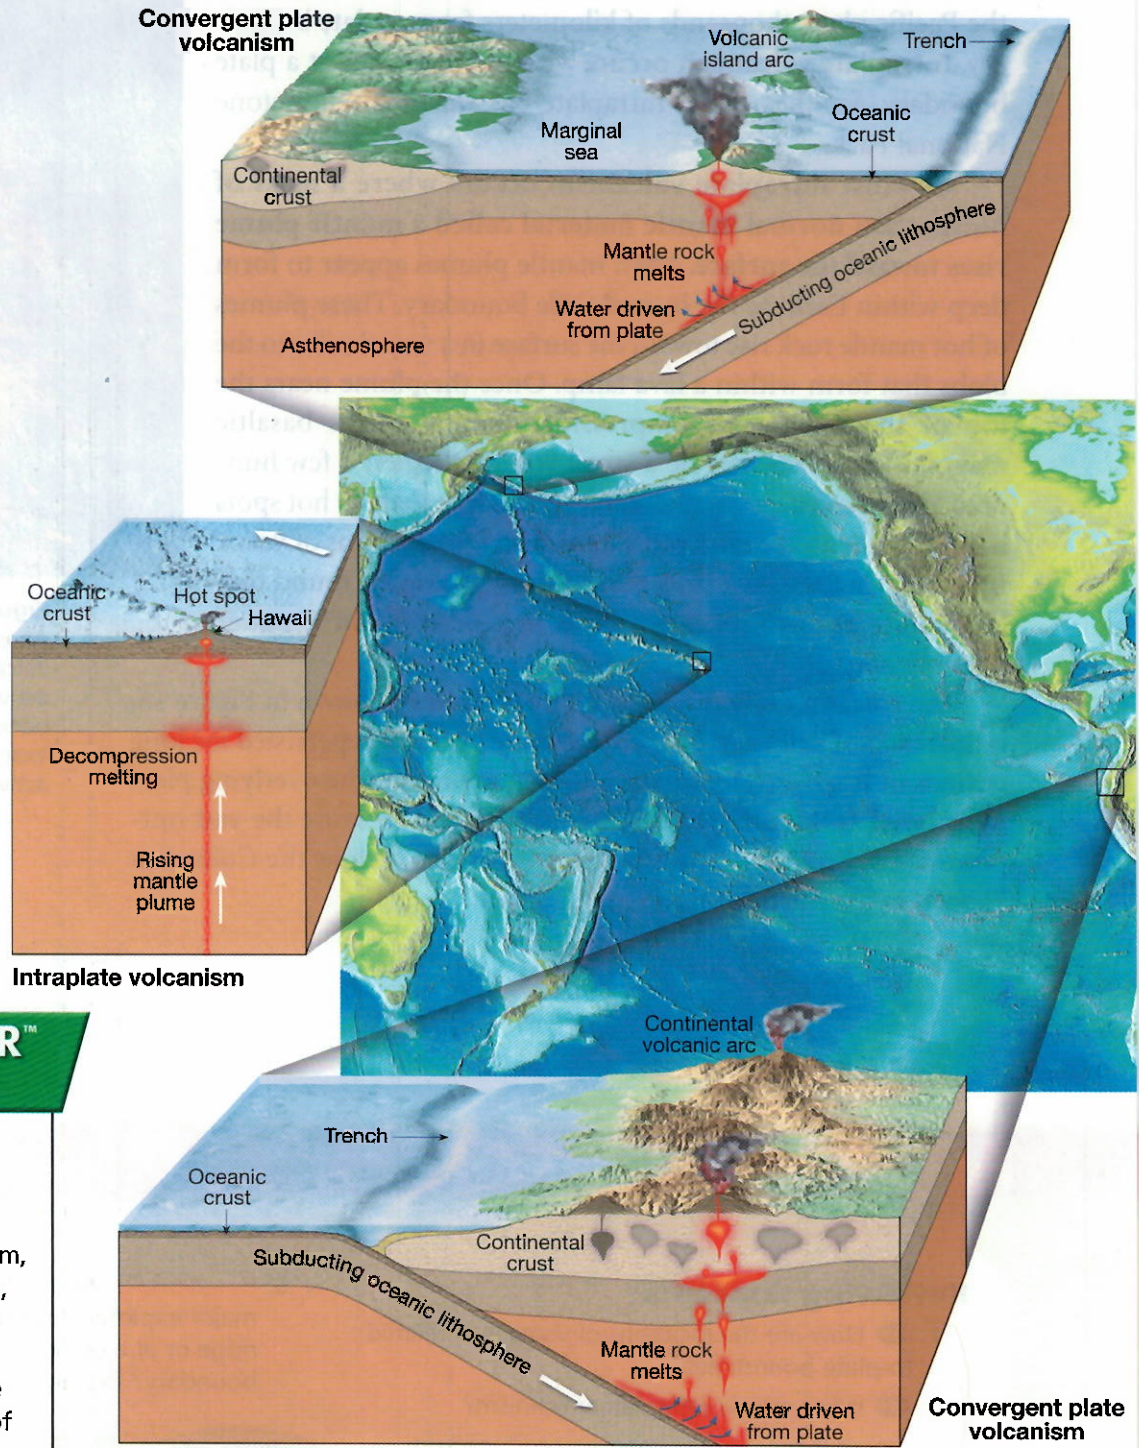 Convergent plate
volcanism
Volcanic
island arc
Trench
Oceanic
crust
Marginal
sea
Continental
crust
Mantle rock
melts
Water driven
from plate
Subducting oceanic lithosphere
Asthenosphere
Oceanic
crust
Hot spot
Hawaii
Decompression
melting
Rising
mantle
plume
Intraplate volcanism
R™
Continental
volcanic arc
Trench
Oceanic
crust
Subducting oceanic lithosphere
Continental
crust
Mantle rock
melts
Water driven
from plate
Convergent plate
volcanism
m,
,
of